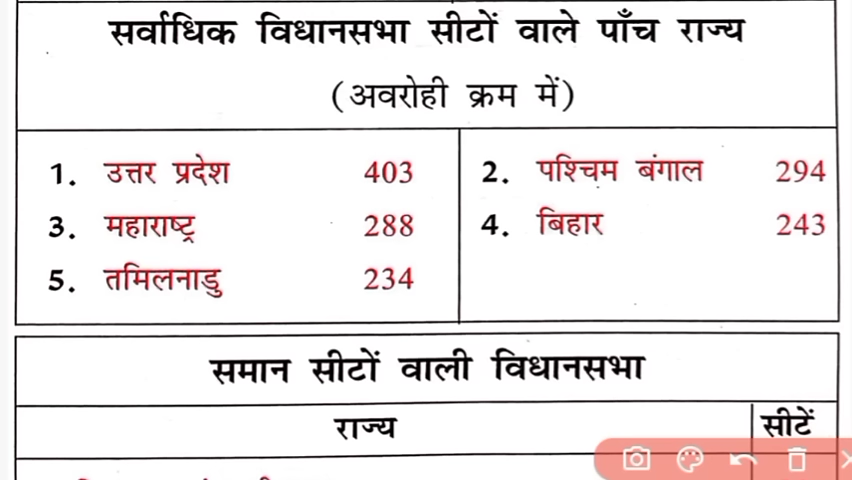 सर्वाधिक विधानसभा सीटों वाले पाँच राज्य
(अवरोही क्रम में)
1. उत्तर प्रदेश 403 2. पश्चिम बंगाल 294
3. महाराष्ट्र 288 4. बिहार 243
5. तमिलनाडु 234
समान सीटों वाली विधानसभा
राज्य सीटें